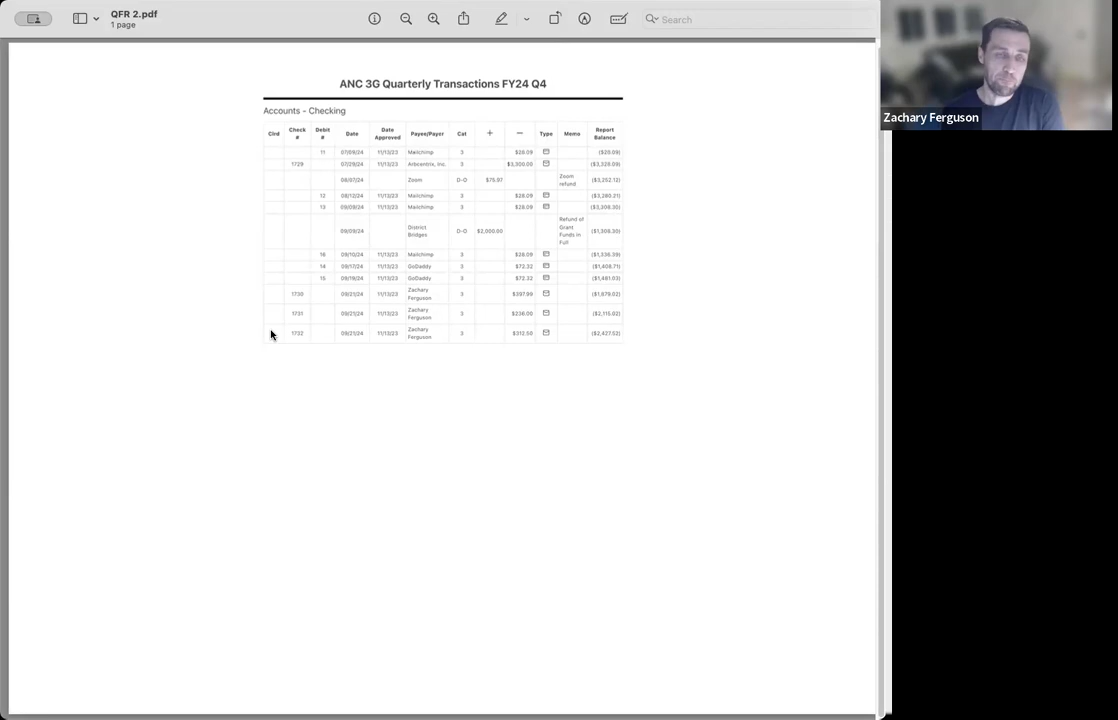 QFR 2.pdf
1 page
Search
Zachary Ferguson
ANC 3G Quarterly Transactions FY24 Q4
Accounts - Checking
Clrd Check # Debit # Date Date Approved Payee/Payer Cat + − Type Memo Report Balance
11 07/09/24 11/13/23 Mailchimp 3 $28.09 ($28.09)
1729 07/29/24 11/13/23 Arbcentrix, Inc. 3 $3,300.00 ($3,328.09)
08/07/24 Zoom D-O $75.97 Zoom refund ($3,252.12)
12 08/12/24 11/13/23 Mailchimp 3 $28.09 ($3,280.21)
13 09/09/24 11/13/23 Mailchimp 3 $28.09 ($3,308.30)
09/09/24 District Bridges D-O $2,000.00 Refund of Grant Funds in Full ($1,308.30)
16 09/10/24 11/13/23 Mailchimp 3 $28.09 ($1,336.39)
14 09/17/24 11/13/23 GoDaddy 3 $72.32 ($1,408.71)
15 09/19/24 11/13/23 GoDaddy 3 $72.32 ($1,481.03)
1730 09/21/24 11/13/23 Zachary Ferguson 3 $397.99 ($1,879.02)
1731 09/21/24 11/13/23 Zachary Ferguson 3 $236.00 ($2,115.02)
1732 09/21/24 11/13/23 Zachary Ferguson 3 $312.50 ($2,427.52)